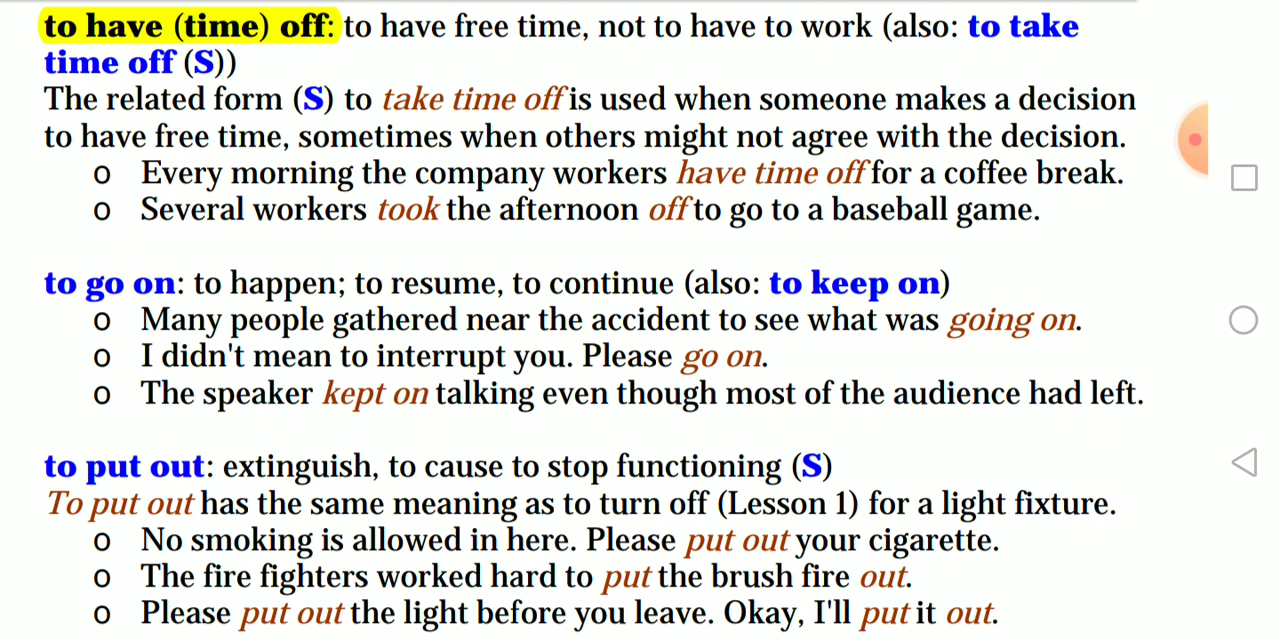 to have (time) off: to have free time, not to have to work (also: to take
time off (S))
The related form (S) to take time off is used when someone makes a decision
to have free time, sometimes when others might not agree with the decision.
o Every morning the company workers have time off for a coffee break.
o Several workers took the afternoon off to go to a baseball game.
to go on: to happen; to resume, to continue (also: to keep on)
o Many people gathered near the accident to see what was going on.
o I didn't mean to interrupt you. Please go on.
o The speaker kept on talking even though most of the audience had left.
to put out: extinguish, to cause to stop functioning (S)
To put out has the same meaning as to turn off (Lesson 1) for a light fixture.
o No smoking is allowed in here. Please put out your cigarette.
o The fire fighters worked hard to put the brush fire out.
o Please put out the light before you leave. Okay, I'll put it out.